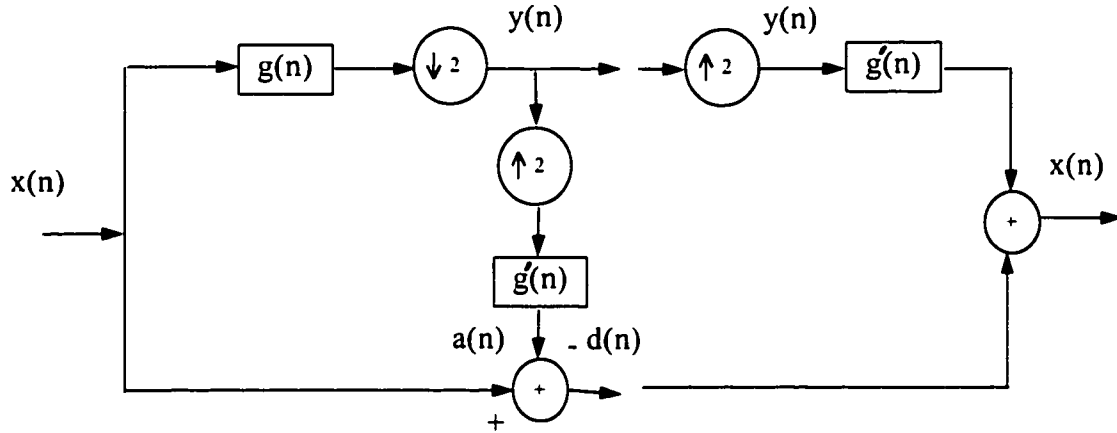 y(n)
y(n)
g(n)
↓ 2
↑ 2
g'(n)
↑ 2
x(n)
x(n)
+
g'(n)
a(n)
- d(n)
+
+